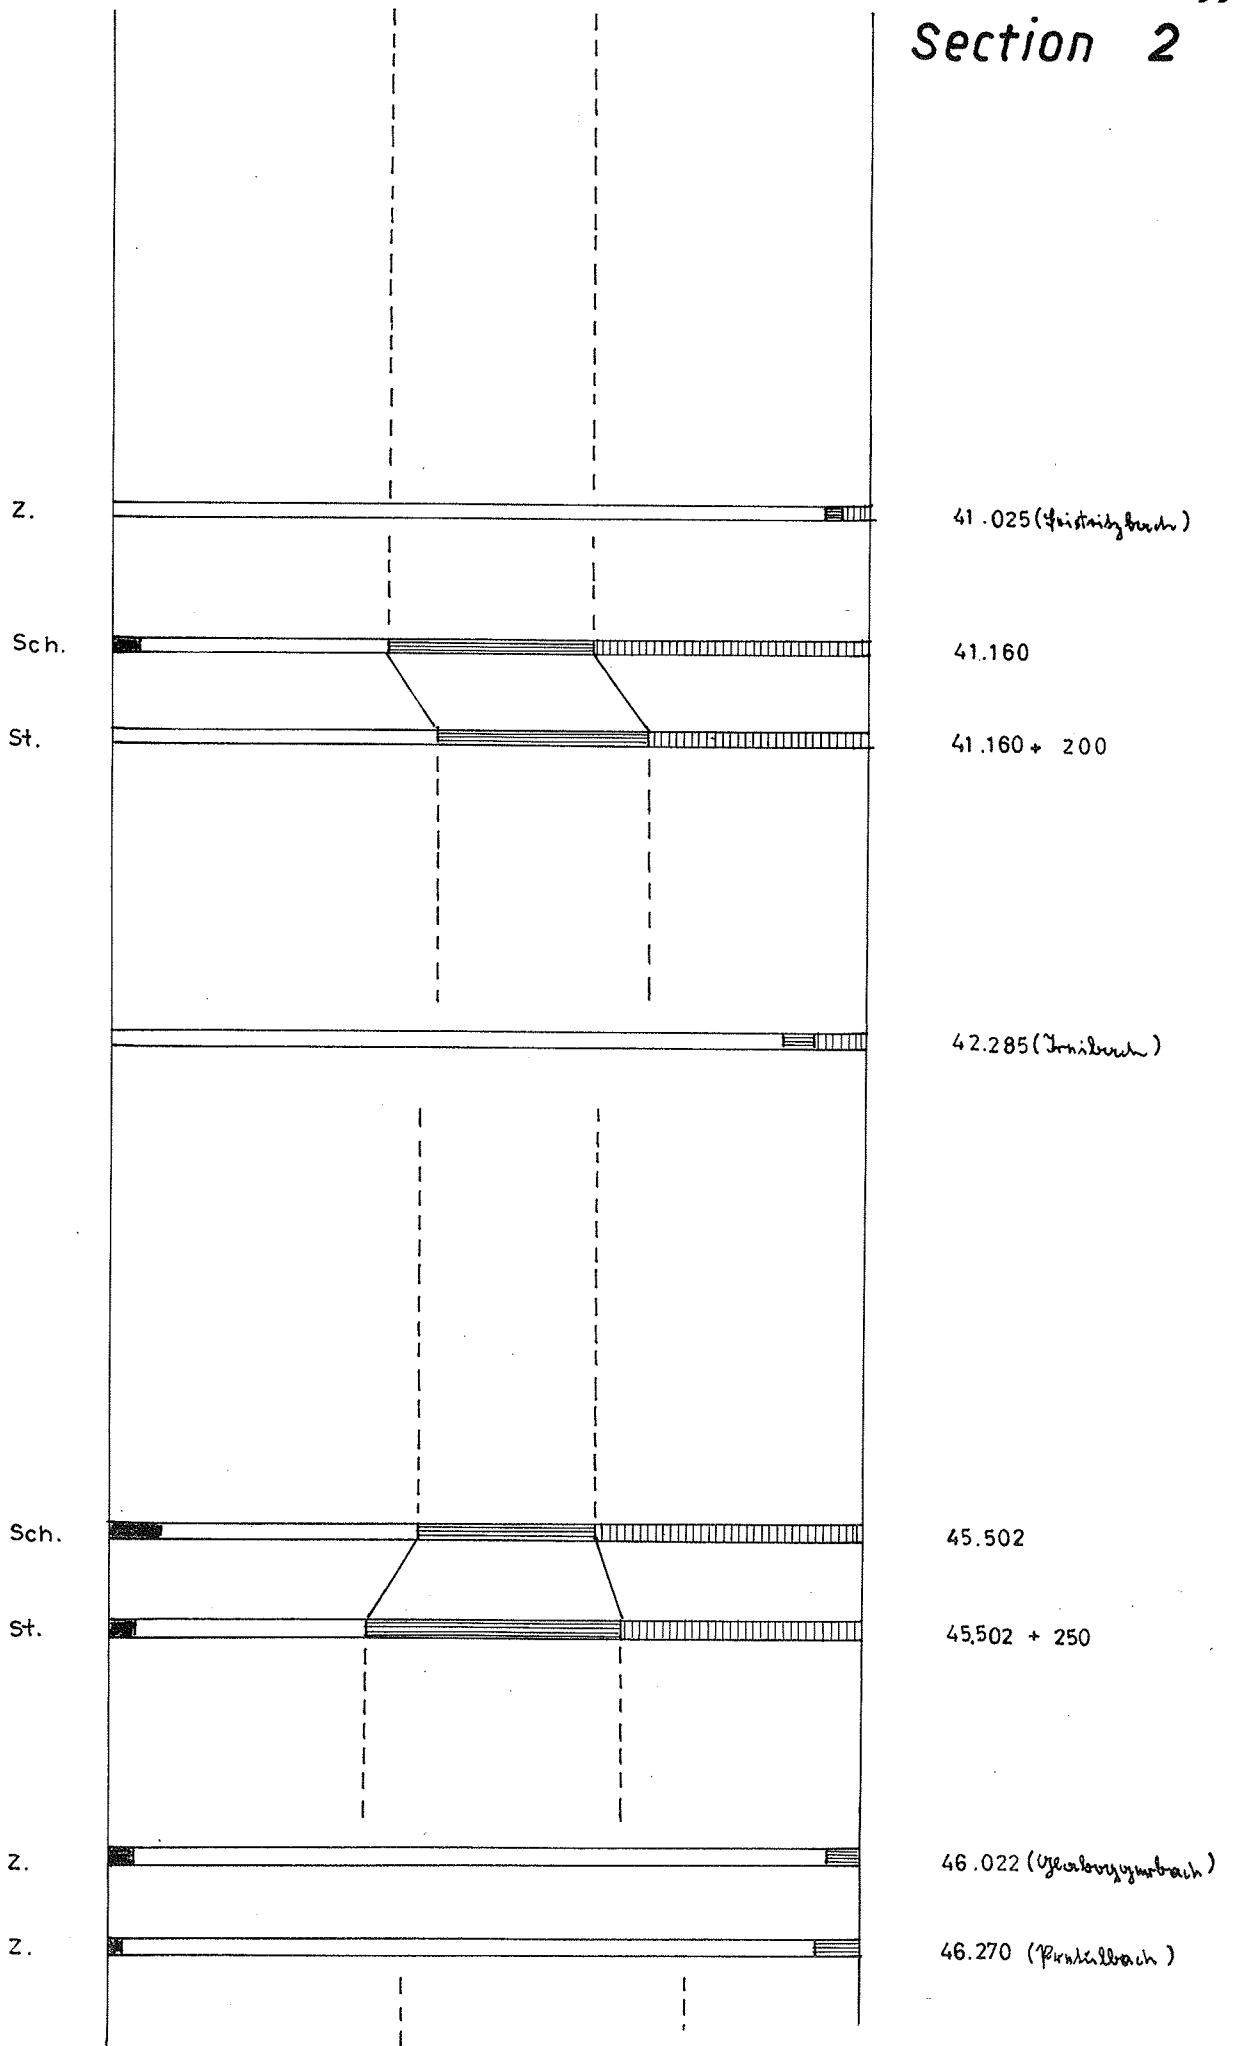 Section 2
Z. 41.025 (Feistritzbach)
Sch. 41.160
St. 41.160 + 200
42.285 (
Sch. 45.502
St. 45.502 + 250
Z. 46.022 (
Z. 46.270 (